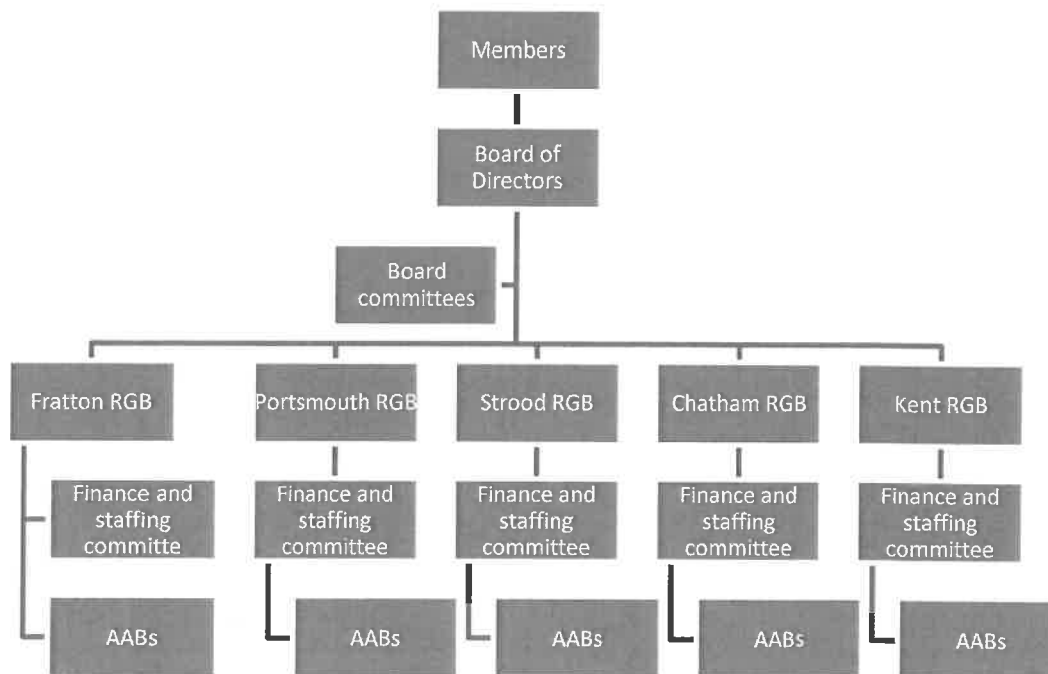 Members
Board of
Directors
Board
committees
Fratton RGB
Portsmouth RGB
Strood RGB
Chatham RGB
Kent RGB
Finance and
staffing
committe
Finance and
staffing
committee
Finance and
staffing
committee
Finance and
staffing
committee
Finance and
staffing
committee
AABs
AABs
AABs
AABs
AABs